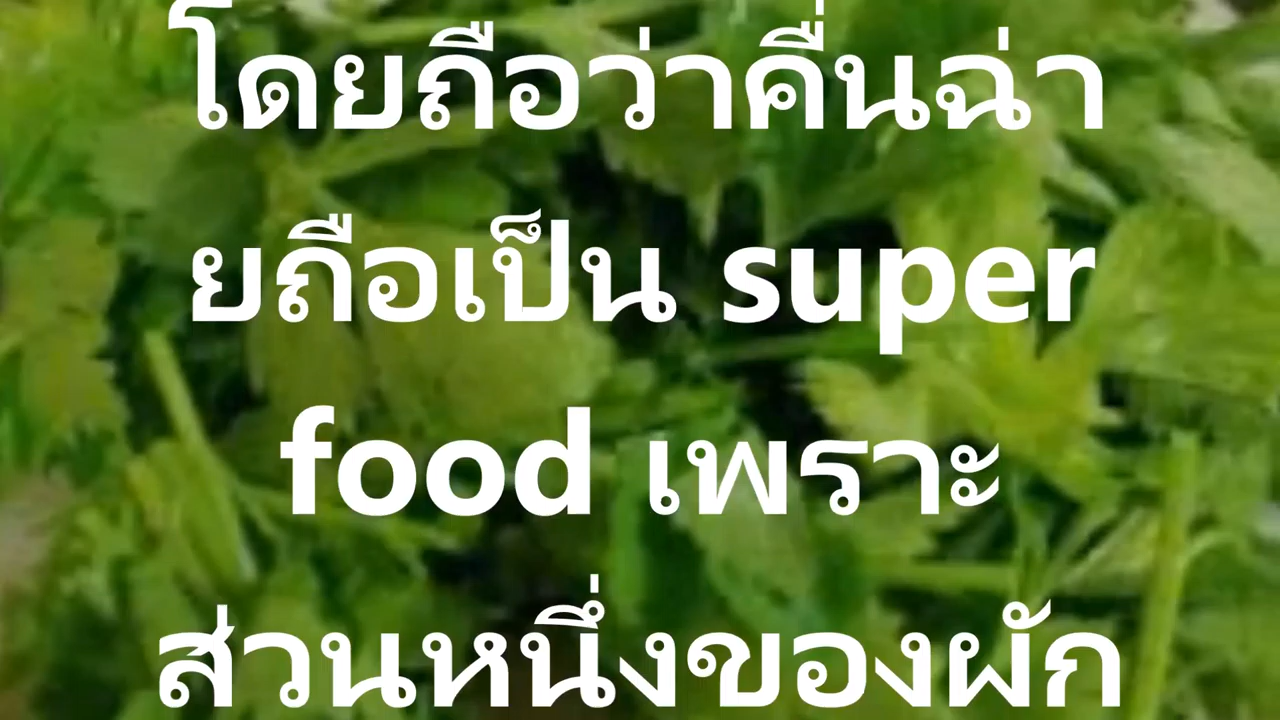 โดยถือว่าคื่นฉ่า
ยถือเป็น super
food เพราะ
ส่วนหนึ่งของผัก